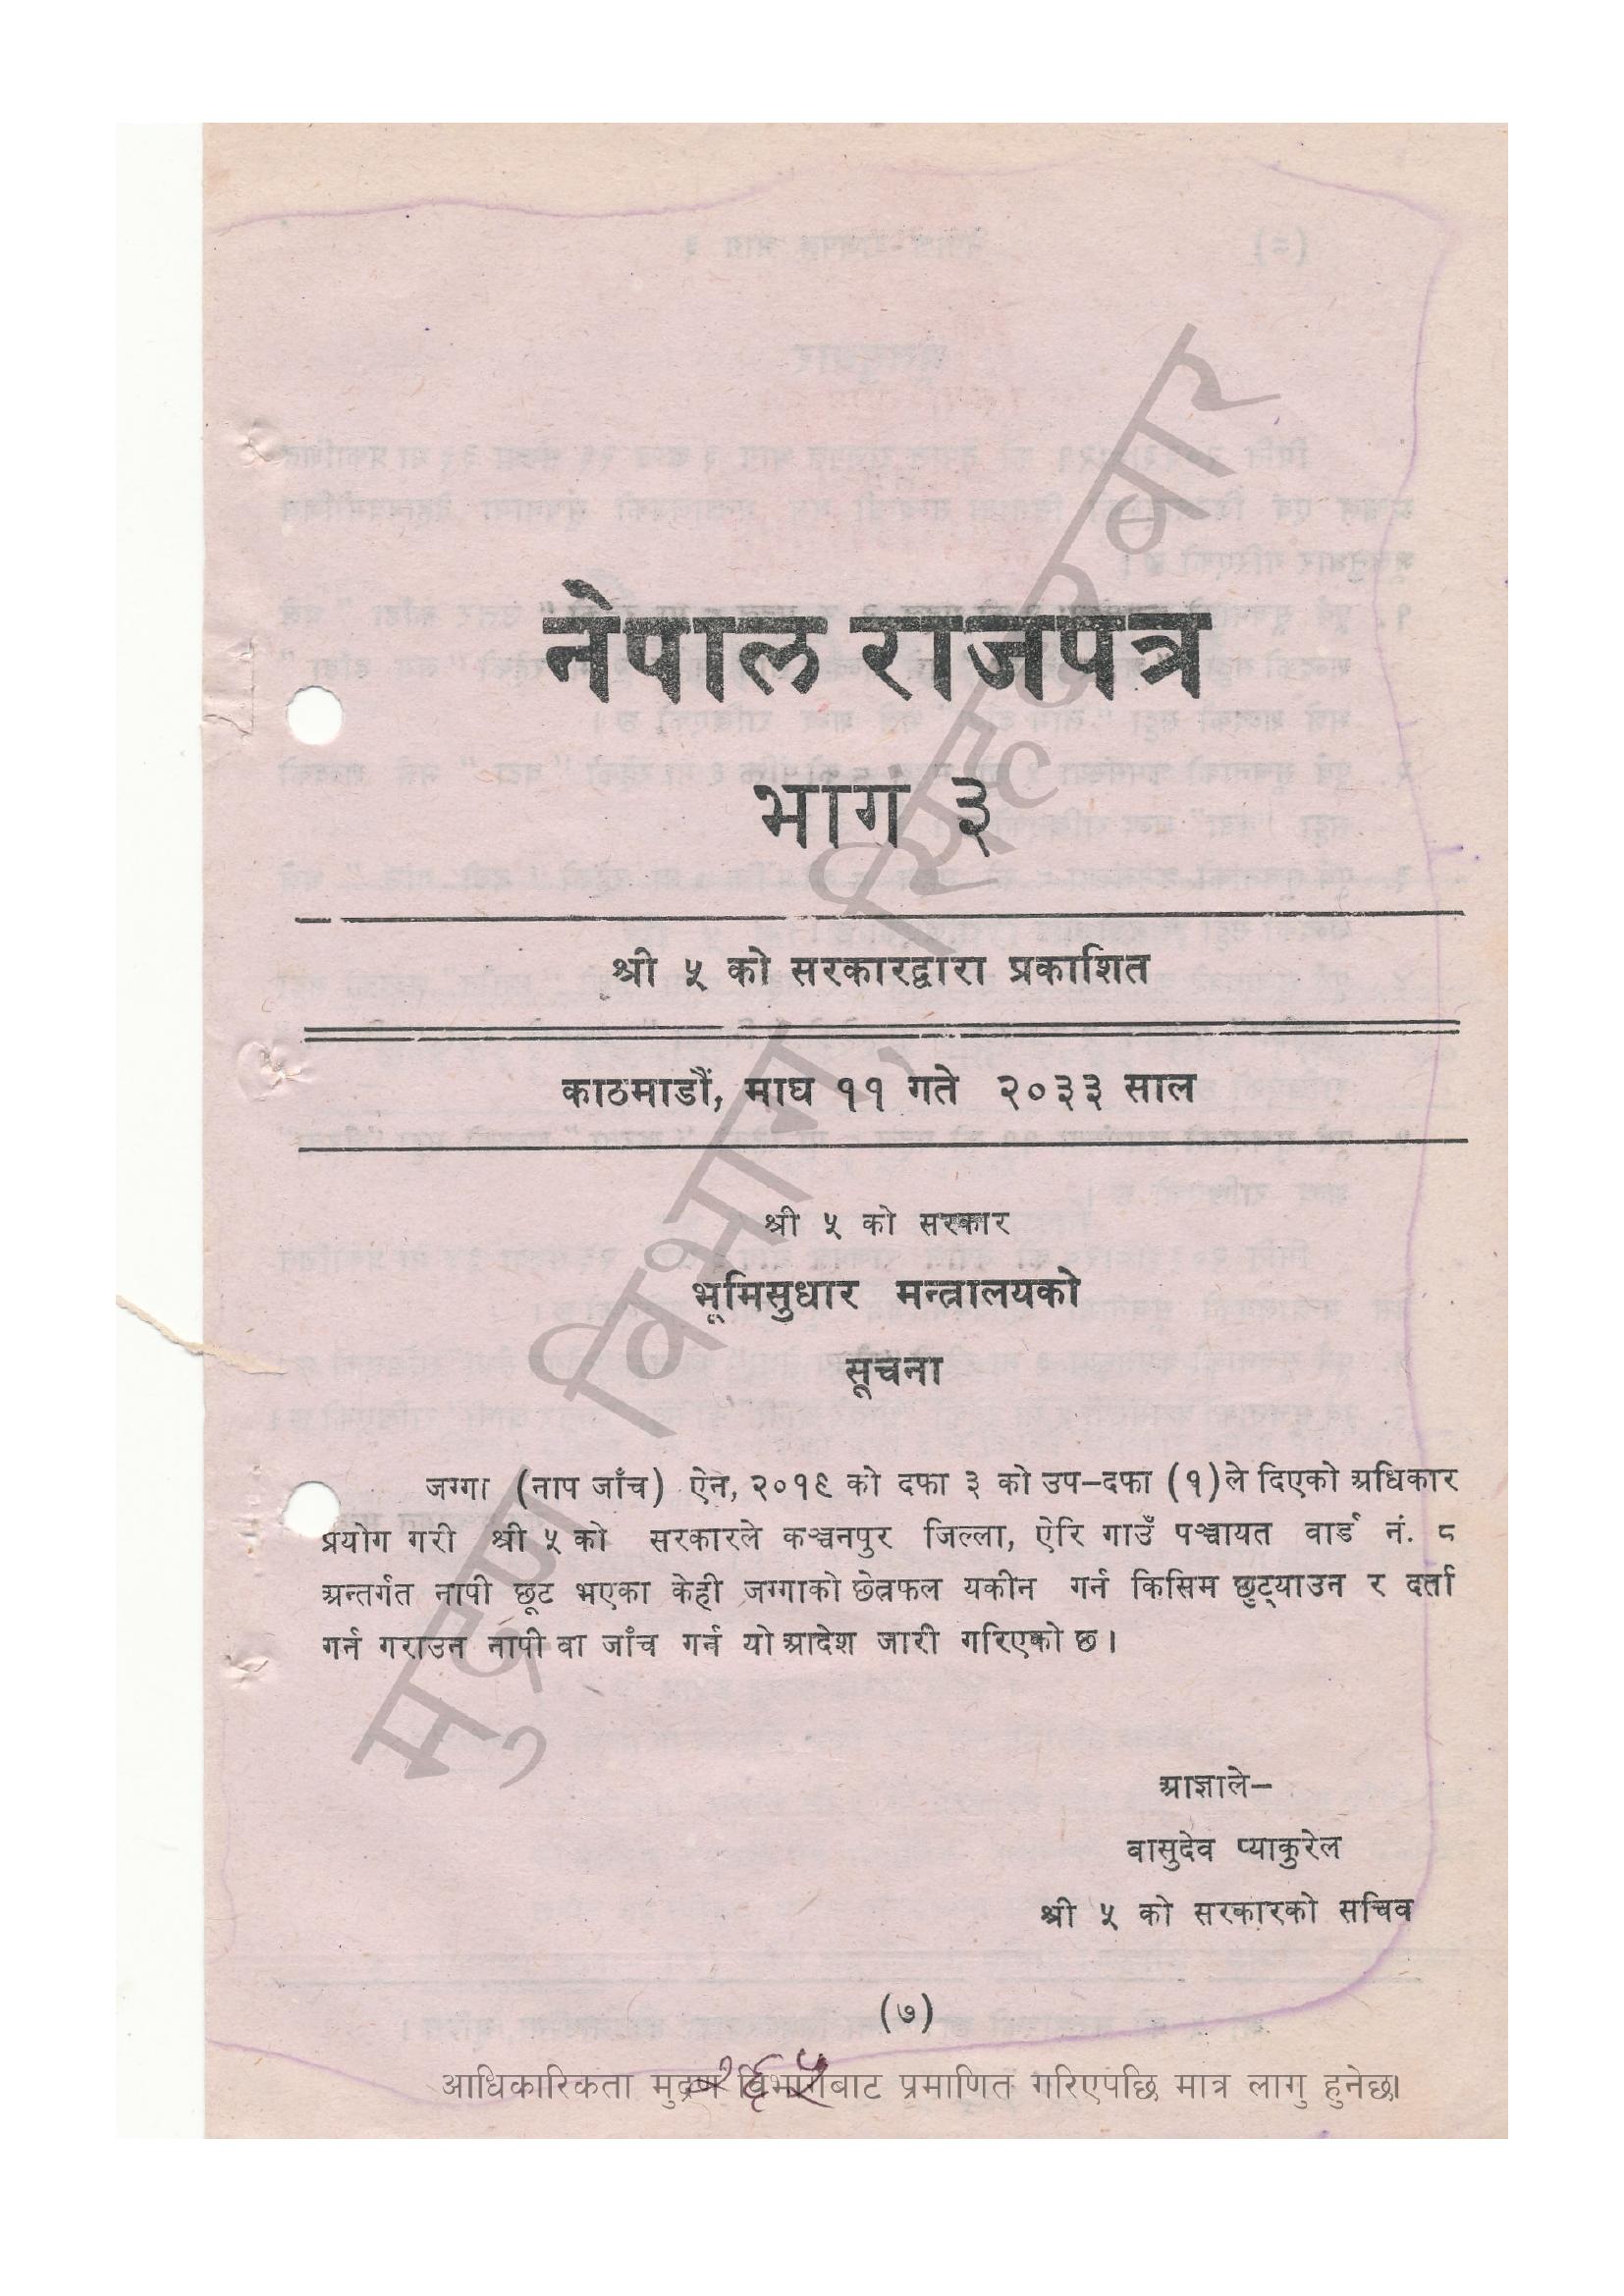 नेपाल राजपत्र
भाग ३
श्री ५ को सरकारद्वारा प्रकाशित
काठमाडौं, माघ ११ गते २०३३ साल
श्री ५ को सरकार
भूमिसुधार मन्त्रालयको
सूचना
जग्गा (नाप जाँच) ऐन, २०१९ को दफा ३ को उप-दफा (१) ले दिएको अधिकार
प्रयोग गरी श्री ५ को सरकारले कञ्चनपुर जिल्ला, ऐरि गाउँ पञ्चायत वार्ड नं. ८
अन्तर्गत नापी छूट भएका केही जग्गाको छेत्रफल यकीन गर्न किसिम छुट्याउन र दर्ता
गर्न गराउन नापी वा जाँच गर्न यो आदेश जारी गरिएको छ।
आज्ञाले-
वासुदेव प्याकुरेल
श्री ५ को सरकारको सचिव
(७)
१६५
आधिकारिकता मुद्रण विभागबाट प्रमाणित गरिएपछि मात्र लागु हुनेछ।
मुद्रण विभाग, सिंहदरबार